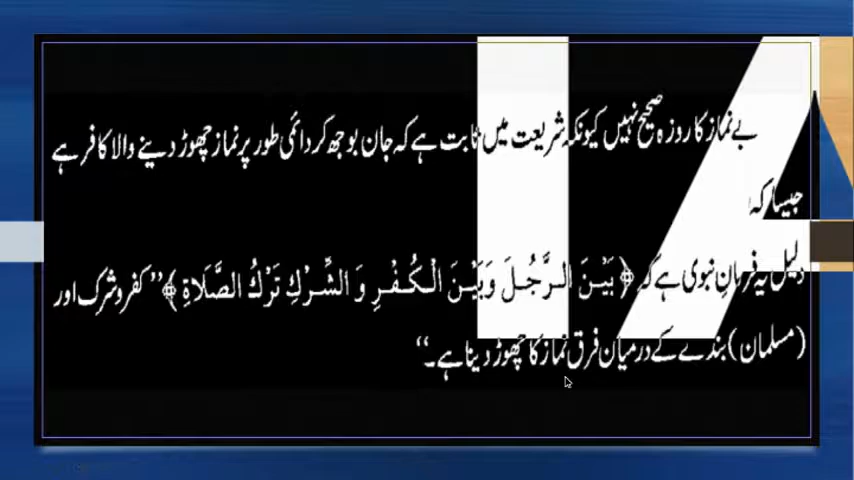 بے نماز کا روزہ صحیح نہیں کیونکہ شریعت میں ثابت ہے کہ جان بوجھ کر دائمی طور پر نماز چھوڑ دینے والا کافر ہے
جیسا کہ
دلیل یہ فرمانِ نبوی ہے کہ ﴿بَيْنَ الرَّجُلَ وَبَيْنَ الْكُفْرِ وَ الشِّرْكِ تَرْكُ الصَّلَاةِ﴾ ’’کفر و شرک اور
(مسلمان) بندے کے درمیان فرق نماز کا چھوڑ دینا ہے۔‘‘